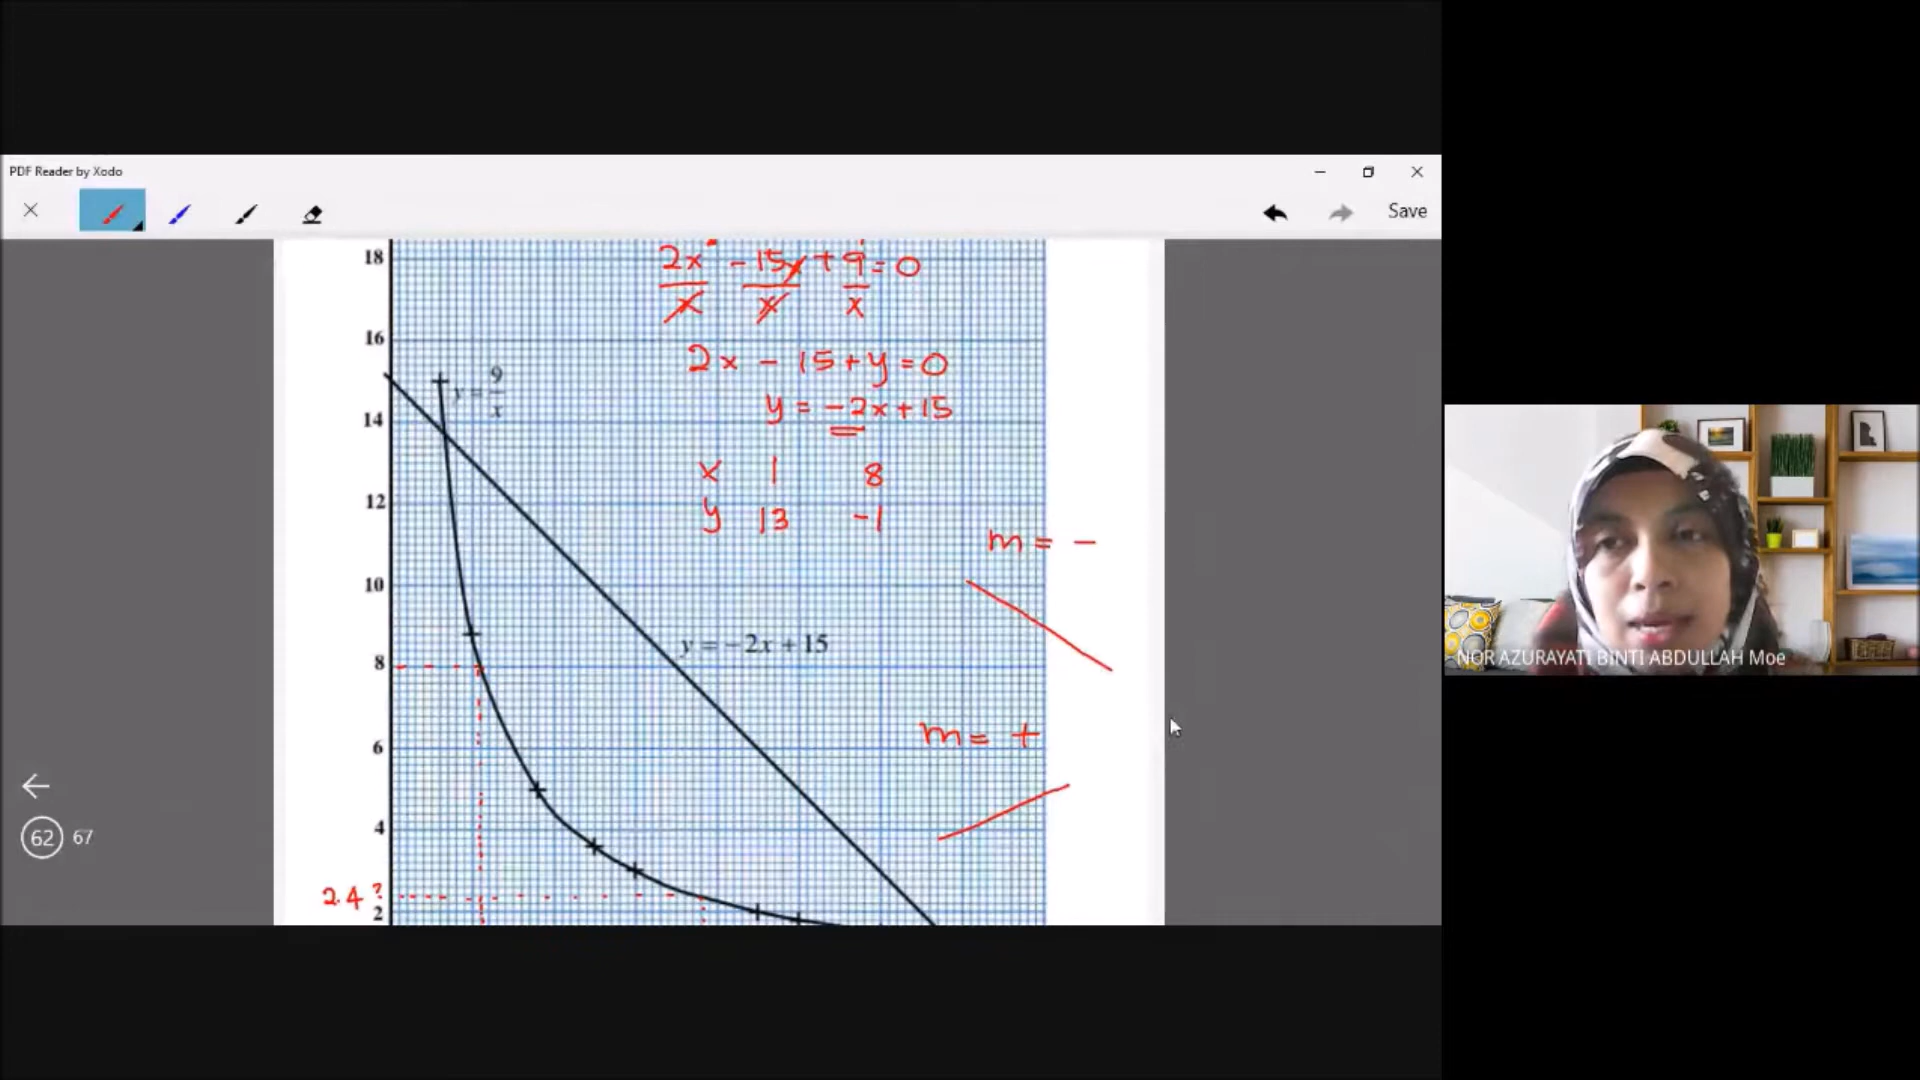 PDF Reader by Xodo
Save
18
2x² - 15x + 9 = 0
x x x
16
2x - 15 + y = 0
y = 9/x
y = -2x + 15
14
x 1 8
12
y 13 -1
m = -
10
y = -2x + 15
8
m = +
6
4
62 67
2.4?
2
NOR AZURAYATI BINTI ABDULLAH Moe